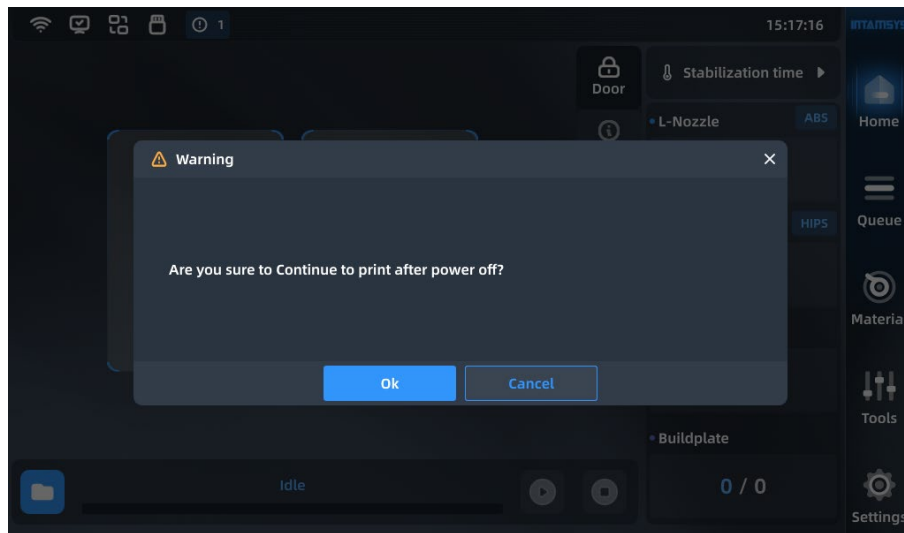 1
15:17:16
INTAMSYS
Door
Stabilization time
L-Nozzle
ABS
Home
Warning
HIPS
Queue
Are you sure to Continue to print after power off?
Materia
Ok
Cancel
Tools
Buildplate
Idle
0 / 0
Settings